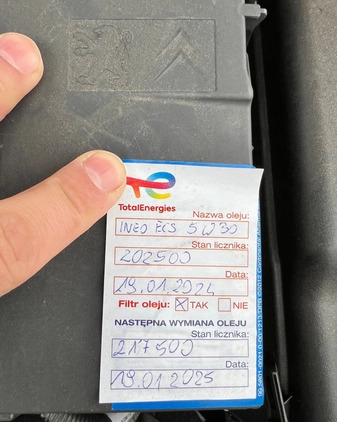 TotalEnergies
Nazwa oleju:
INEO ECS 5W30
Stan licznika:
202500
Data:
19.01.2024
Filtr oleju: TAK NIE
NASTĘPNA WYMIANA OLEJU
Stan licznika:
217500
Data:
19.01.2025